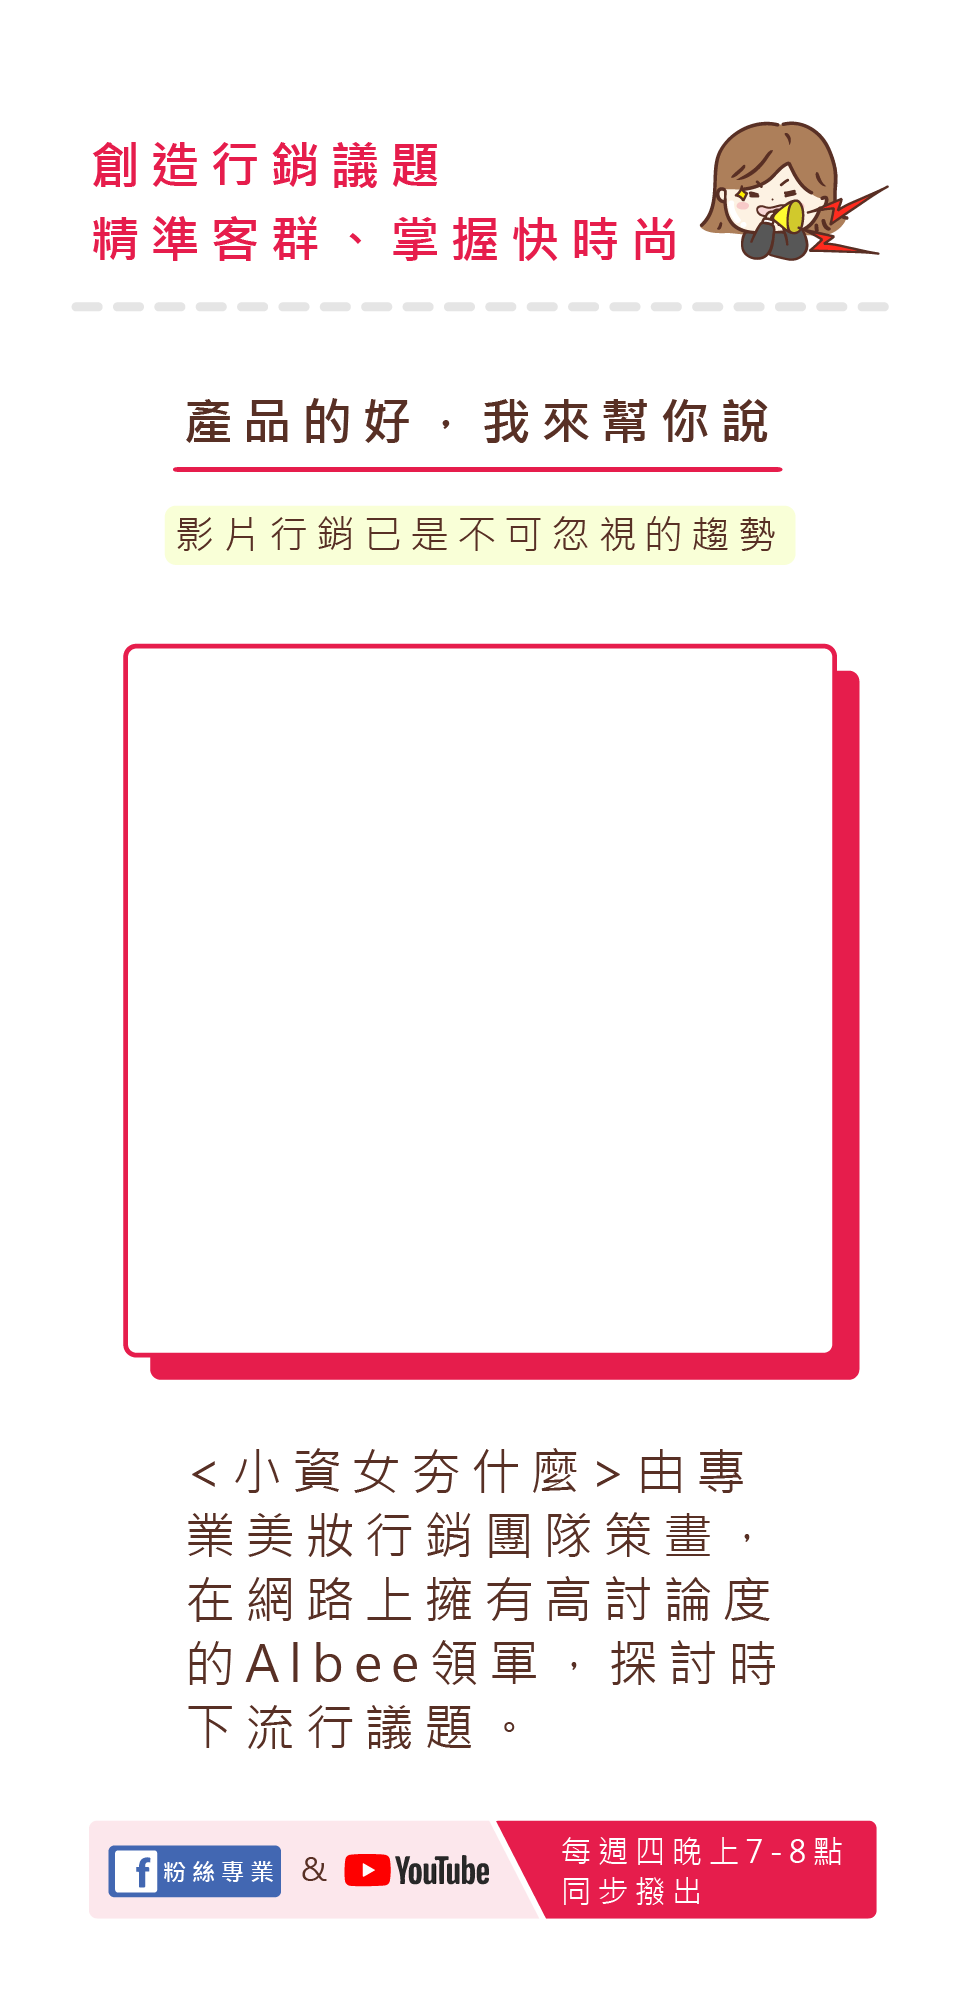 創造行銷議題
精準客群、掌握快時尚
產品的好，我來幫你說
影片行銷已是不可忽視的趨勢
<小資女夯什麼>由專
業美妝行銷團隊策畫，
在網路上擁有高討論度
的Albee領軍，探討時
下流行議題。
f 粉絲專業 & YouTube
每週四晚上7-8點
同步撥出